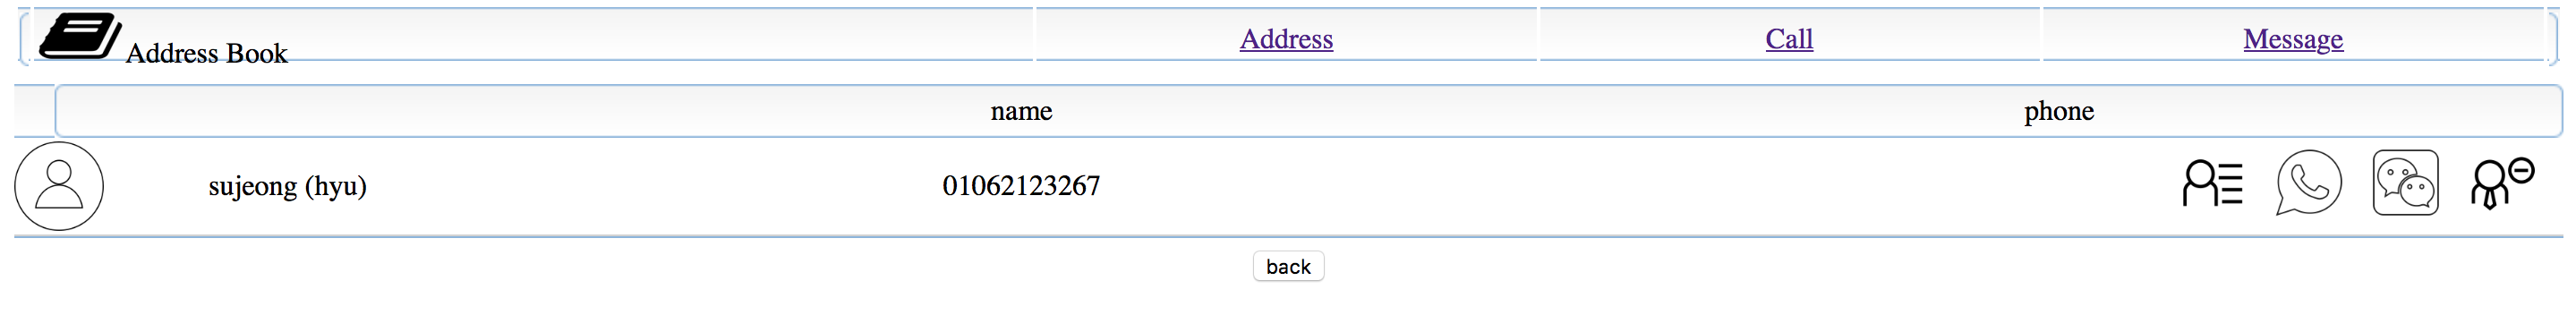 Address Book Address Call Message
name phone
sujeong (hyu) 01062123267
back